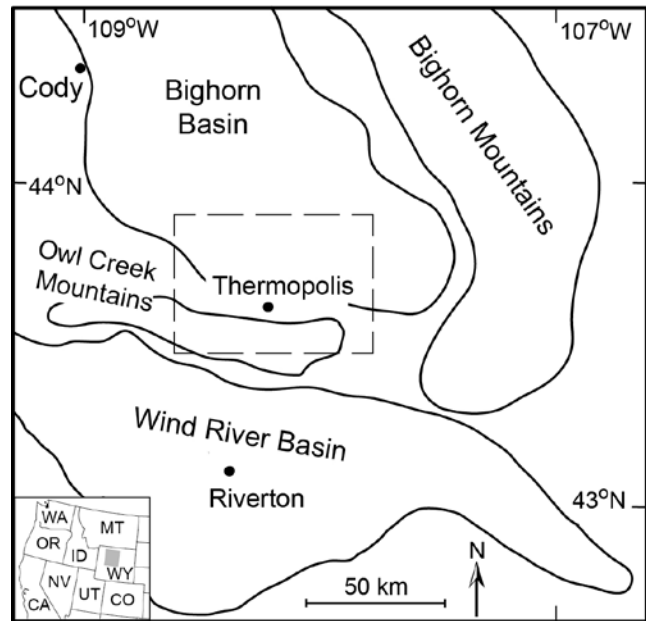 109°W
107°W
Cody
Bighorn
Basin
Bighorn Mountains
44°N
Owl Creek
Mountains
Thermopolis
Wind River Basin
Riverton
43°N
WA
MT
OR
ID
WY
NV
UT
CO
CA
50 km
N